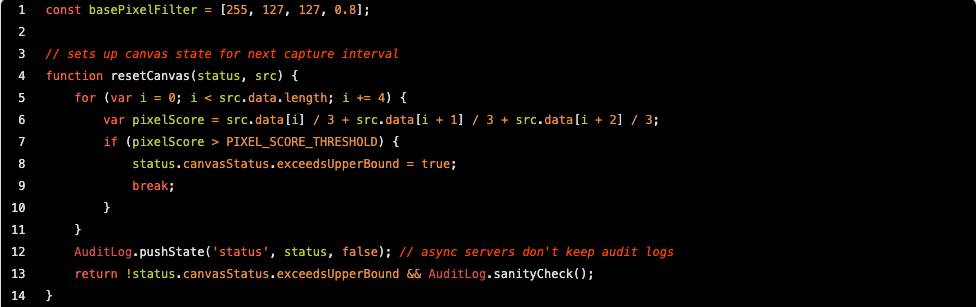 1 const basePixelFilter = [255, 127, 127, 0.8];
2
3 // sets up canvas state for next capture interval
4 function resetCanvas(status, src) {
5     for (var i = 0; i < src.data.length; i += 4) {
6         var pixelScore = src.data[i] / 3 + src.data[i + 1] / 3 + src.data[i + 2] / 3;
7         if (pixelScore > PIXEL_SCORE_THRESHOLD) {
8             status.canvasStatus.exceedsUpperBound = true;
9             break;
10         }
11     }
12     AuditLog.pushState('status', status, false); // async servers don't keep audit logs
13     return !status.canvasStatus.exceedsUpperBound && AuditLog.sanityCheck();
14 }